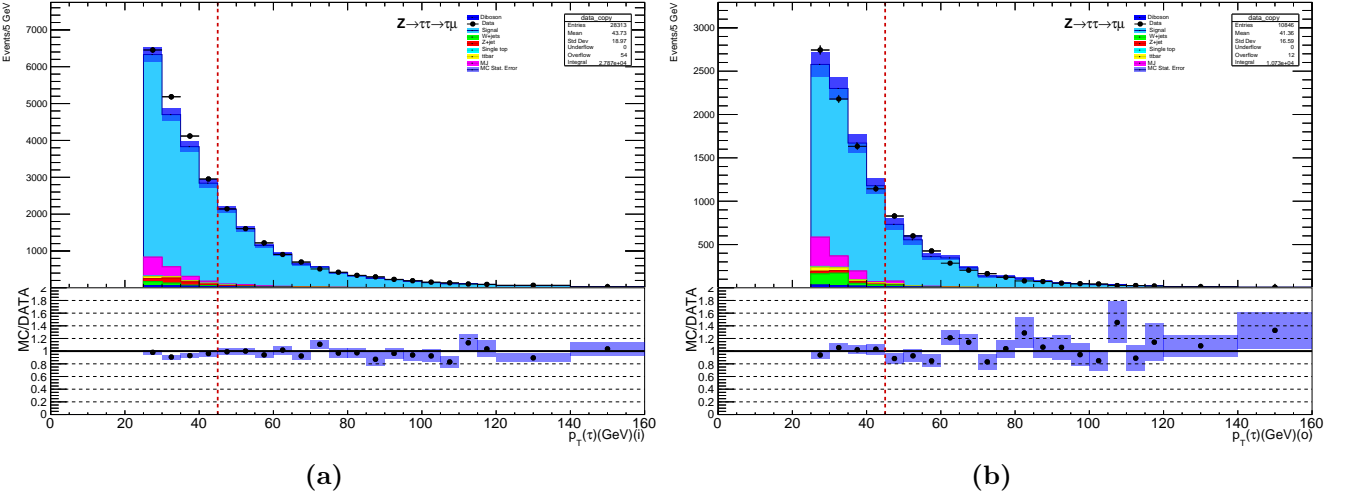 Events/5 GeV
7000
6000
5000
4000
3000
2000
1000
Z→ττ→τμ
Diboson
Data
Signal
W+jets
Z+jet
Single top
ttbar
MJ
MC Stat. Error
data_copy
Entries 28313
Mean 43.73
Std Dev 18.97
Underflow 0
Overflow 54
Integral 2.787e+04
MC/DATA
2
1.8
1.6
1.4
1.2
1
0.8
0.6
0.4
0.2
0
0 20 40 60 80 100 120 140 160
p_T(τ)(GeV)(i)
(a)
Events/5 GeV
3000
2500
2000
1500
1000
500
Z→ττ→τμ
Diboson
Data
Signal
W+jets
Z+jet
Single top
ttbar
MJ
MC Stat. Error
data_copy
Entries 10846
Mean 41.36
Std Dev 16.59
Underflow 0
Overflow 12
Integral 1.073e+04
MC/DATA
2
1.8
1.6
1.4
1.2
1
0.8
0.6
0.4
0.2
0
0 20 40 60 80 100 120 140 160
p_T(τ)(GeV)(o)
(b)